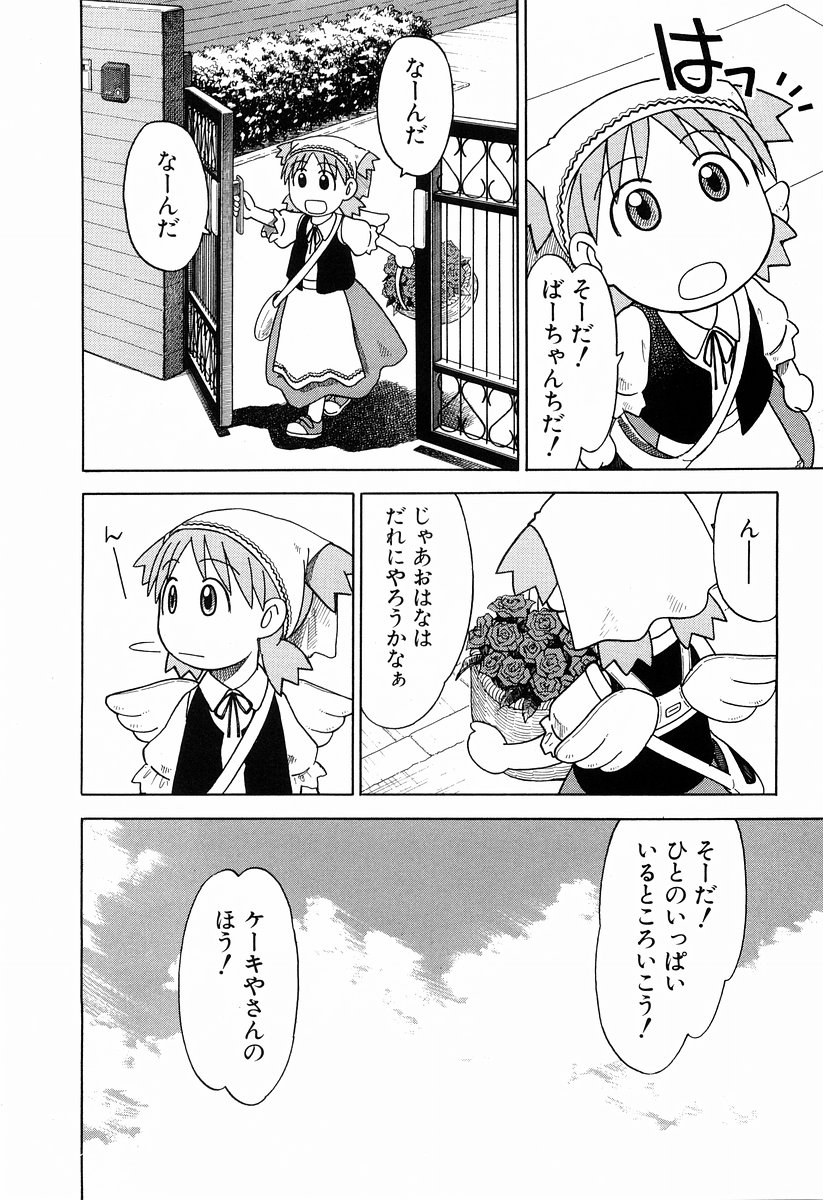 はっ
そーだ!
ばーちゃんちだ!
なーんだ
なーんだ
んー
じゃあおはなは
だれにやろうかなぁ
んー
そーだ!
ひとのいっぱい
いるところいこう!
ケーキやさんの
ほう!